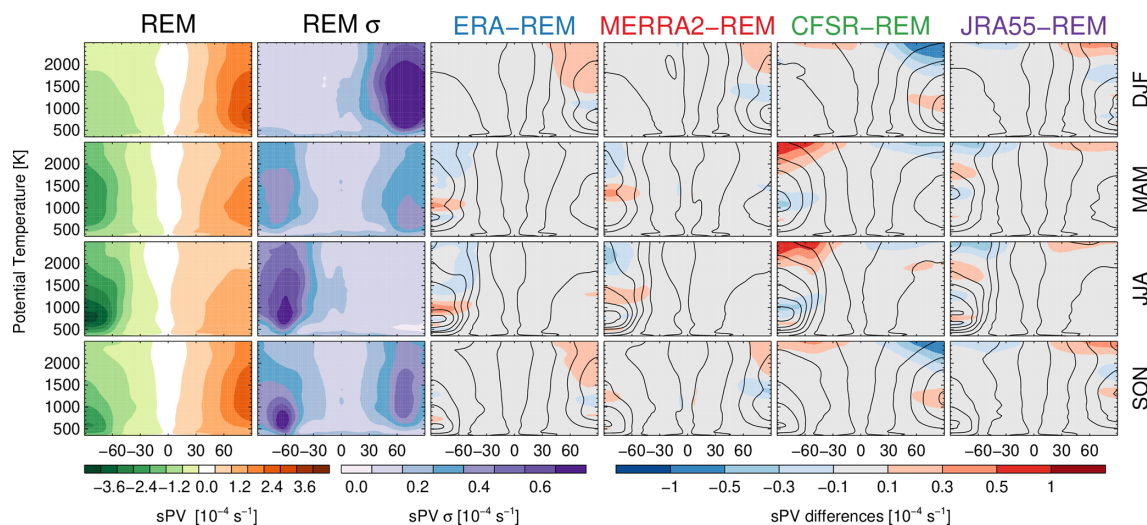 REM REM σ ERA−REM MERRA2−REM CFSR−REM JRA55−REM
2000
1500
1000
500
DJF
2000
1500
1000
500
MAM
2000
1500
1000
500
JJA
2000
1500
1000
500
SON
Potential Temperature [K]
−60 −30 0 30 60 −60 −30 0 30 60 −60 −30 0 30 60 −60 −30 0 30 60 −60 −30 0 30 60 −60 −30 0 30 60
−3.6 −2.4 −1.2 0.0 1.2 2.4 3.6
sPV [10⁻⁴ s⁻¹]
0.0 0.2 0.4 0.6
sPV σ [10⁻⁴ s⁻¹]
−1 −0.5 −0.3 −0.1 0.1 0.3 0.5 1
sPV differences [10⁻⁴ s⁻¹]